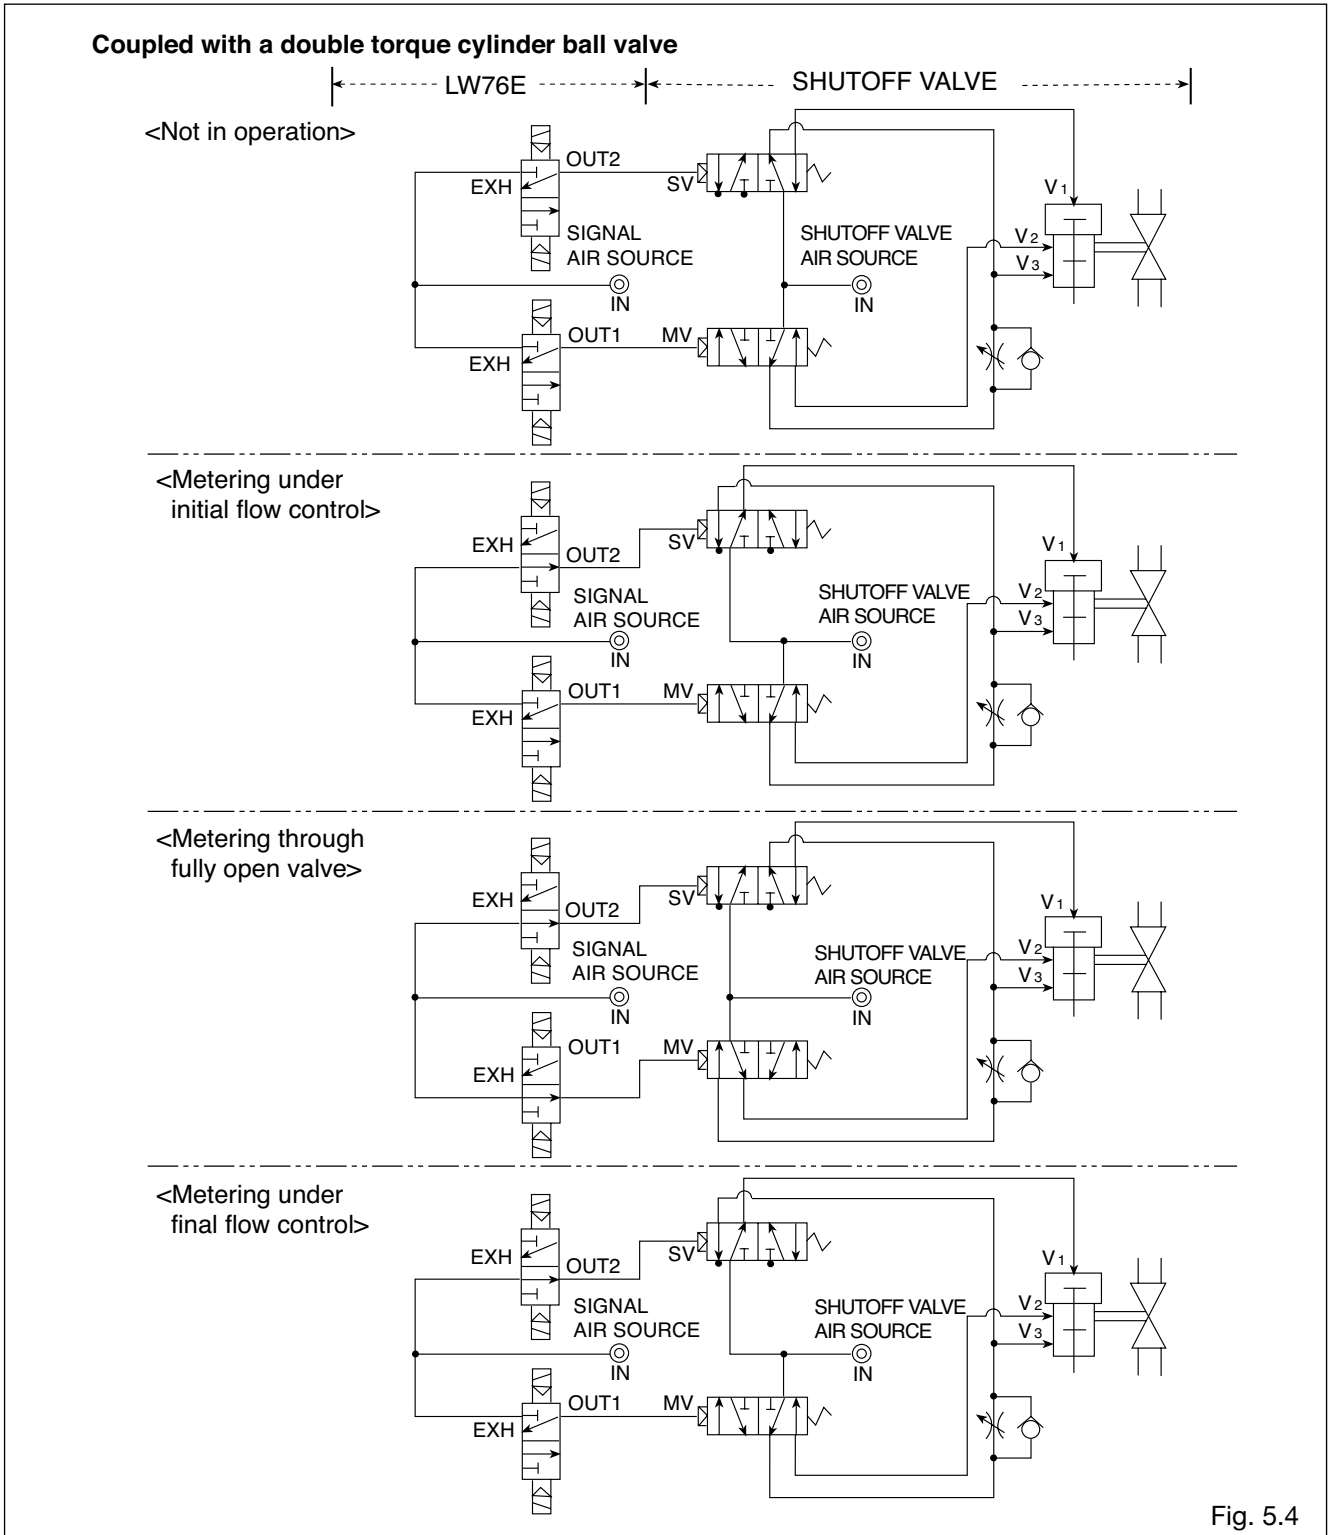 Coupled with a double torque cylinder ball valve
LW76E
SHUTOFF VALVE
<Not in operation>
OUT2
EXH
SV
SIGNAL
AIR SOURCE
IN
SHUTOFF VALVE
AIR SOURCE
IN
V1
V2
V3
OUT1
MV
EXH
<Metering under
initial flow control>
EXH
OUT2
SV
SIGNAL
AIR SOURCE
IN
SHUTOFF VALVE
AIR SOURCE
IN
V1
V2
V3
OUT1
MV
EXH
<Metering through
fully open valve>
EXH
OUT2
SV
SIGNAL
AIR SOURCE
IN
SHUTOFF VALVE
AIR SOURCE
IN
V1
V2
V3
OUT1
MV
EXH
<Metering under
final flow control>
EXH
OUT2
SV
SIGNAL
AIR SOURCE
IN
SHUTOFF VALVE
AIR SOURCE
IN
V1
V2
V3
OUT1
MV
EXH
Fig. 5.4